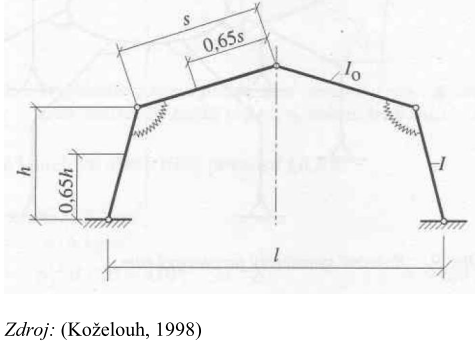 s
0,65s
I₀
h
0,65h
I
l
Zdroj: (Koželouh, 1998)